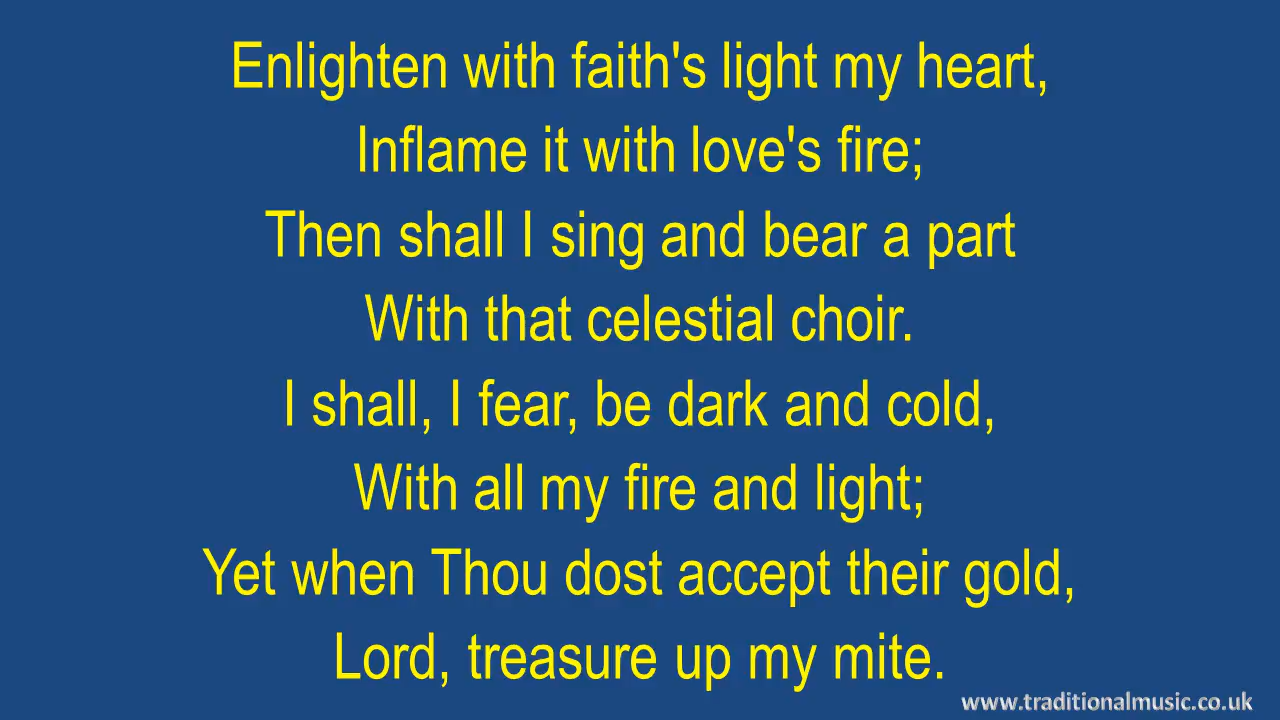 Enlighten with faith's light my heart,
Inflame it with love's fire;
Then shall I sing and bear a part
With that celestial choir.
I shall, I fear, be dark and cold,
With all my fire and light;
Yet when Thou dost accept their gold,
Lord, treasure up my mite.
www.traditionalmusic.co.uk